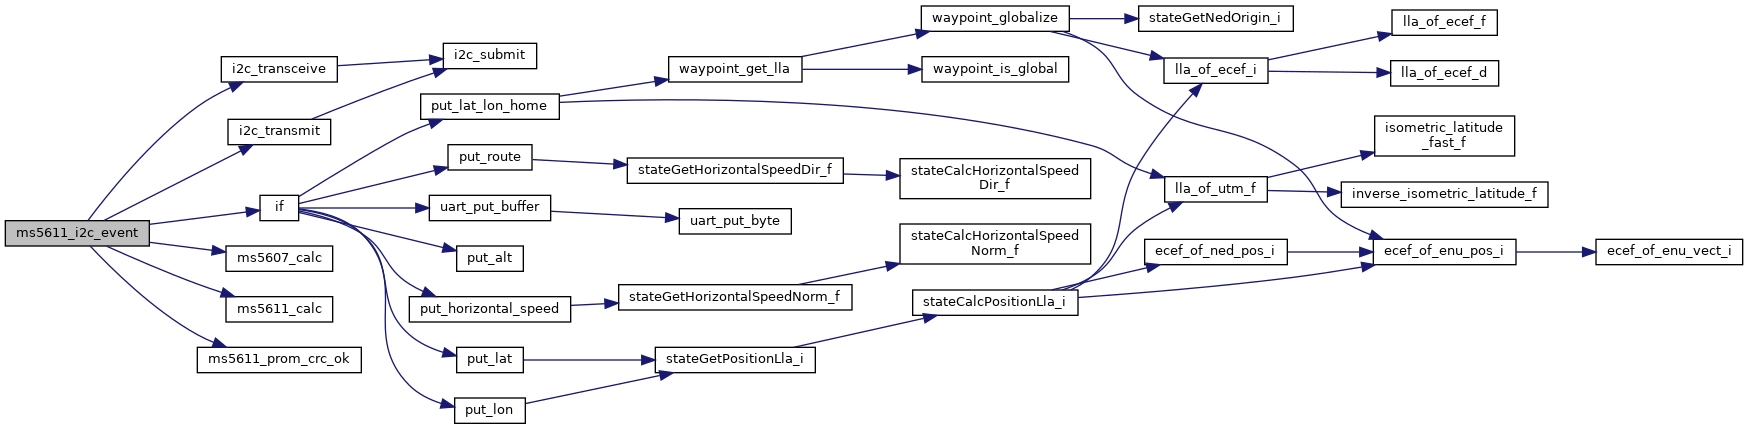 ms5611_i2c_event
i2c_transceive
i2c_transmit
if
ms5607_calc
ms5611_calc
ms5611_prom_crc_ok
i2c_submit
put_lat_lon_home
put_route
uart_put_buffer
put_alt
put_horizontal_speed
put_lat
put_lon
waypoint_get_lla
stateGetHorizontalSpeedDir_f
uart_put_byte
stateGetHorizontalSpeedNorm_f
stateGetPositionLla_i
waypoint_globalize
waypoint_is_global
stateCalcHorizontalSpeed
Dir_f
stateCalcHorizontalSpeed
Norm_f
stateCalcPositionLla_i
stateGetNedOrigin_i
lla_of_ecef_i
lla_of_utm_f
ecef_of_ned_pos_i
lla_of_ecef_f
lla_of_ecef_d
isometric_latitude
_fast_f
inverse_isometric_latitude_f
ecef_of_enu_pos_i
ecef_of_enu_vect_i